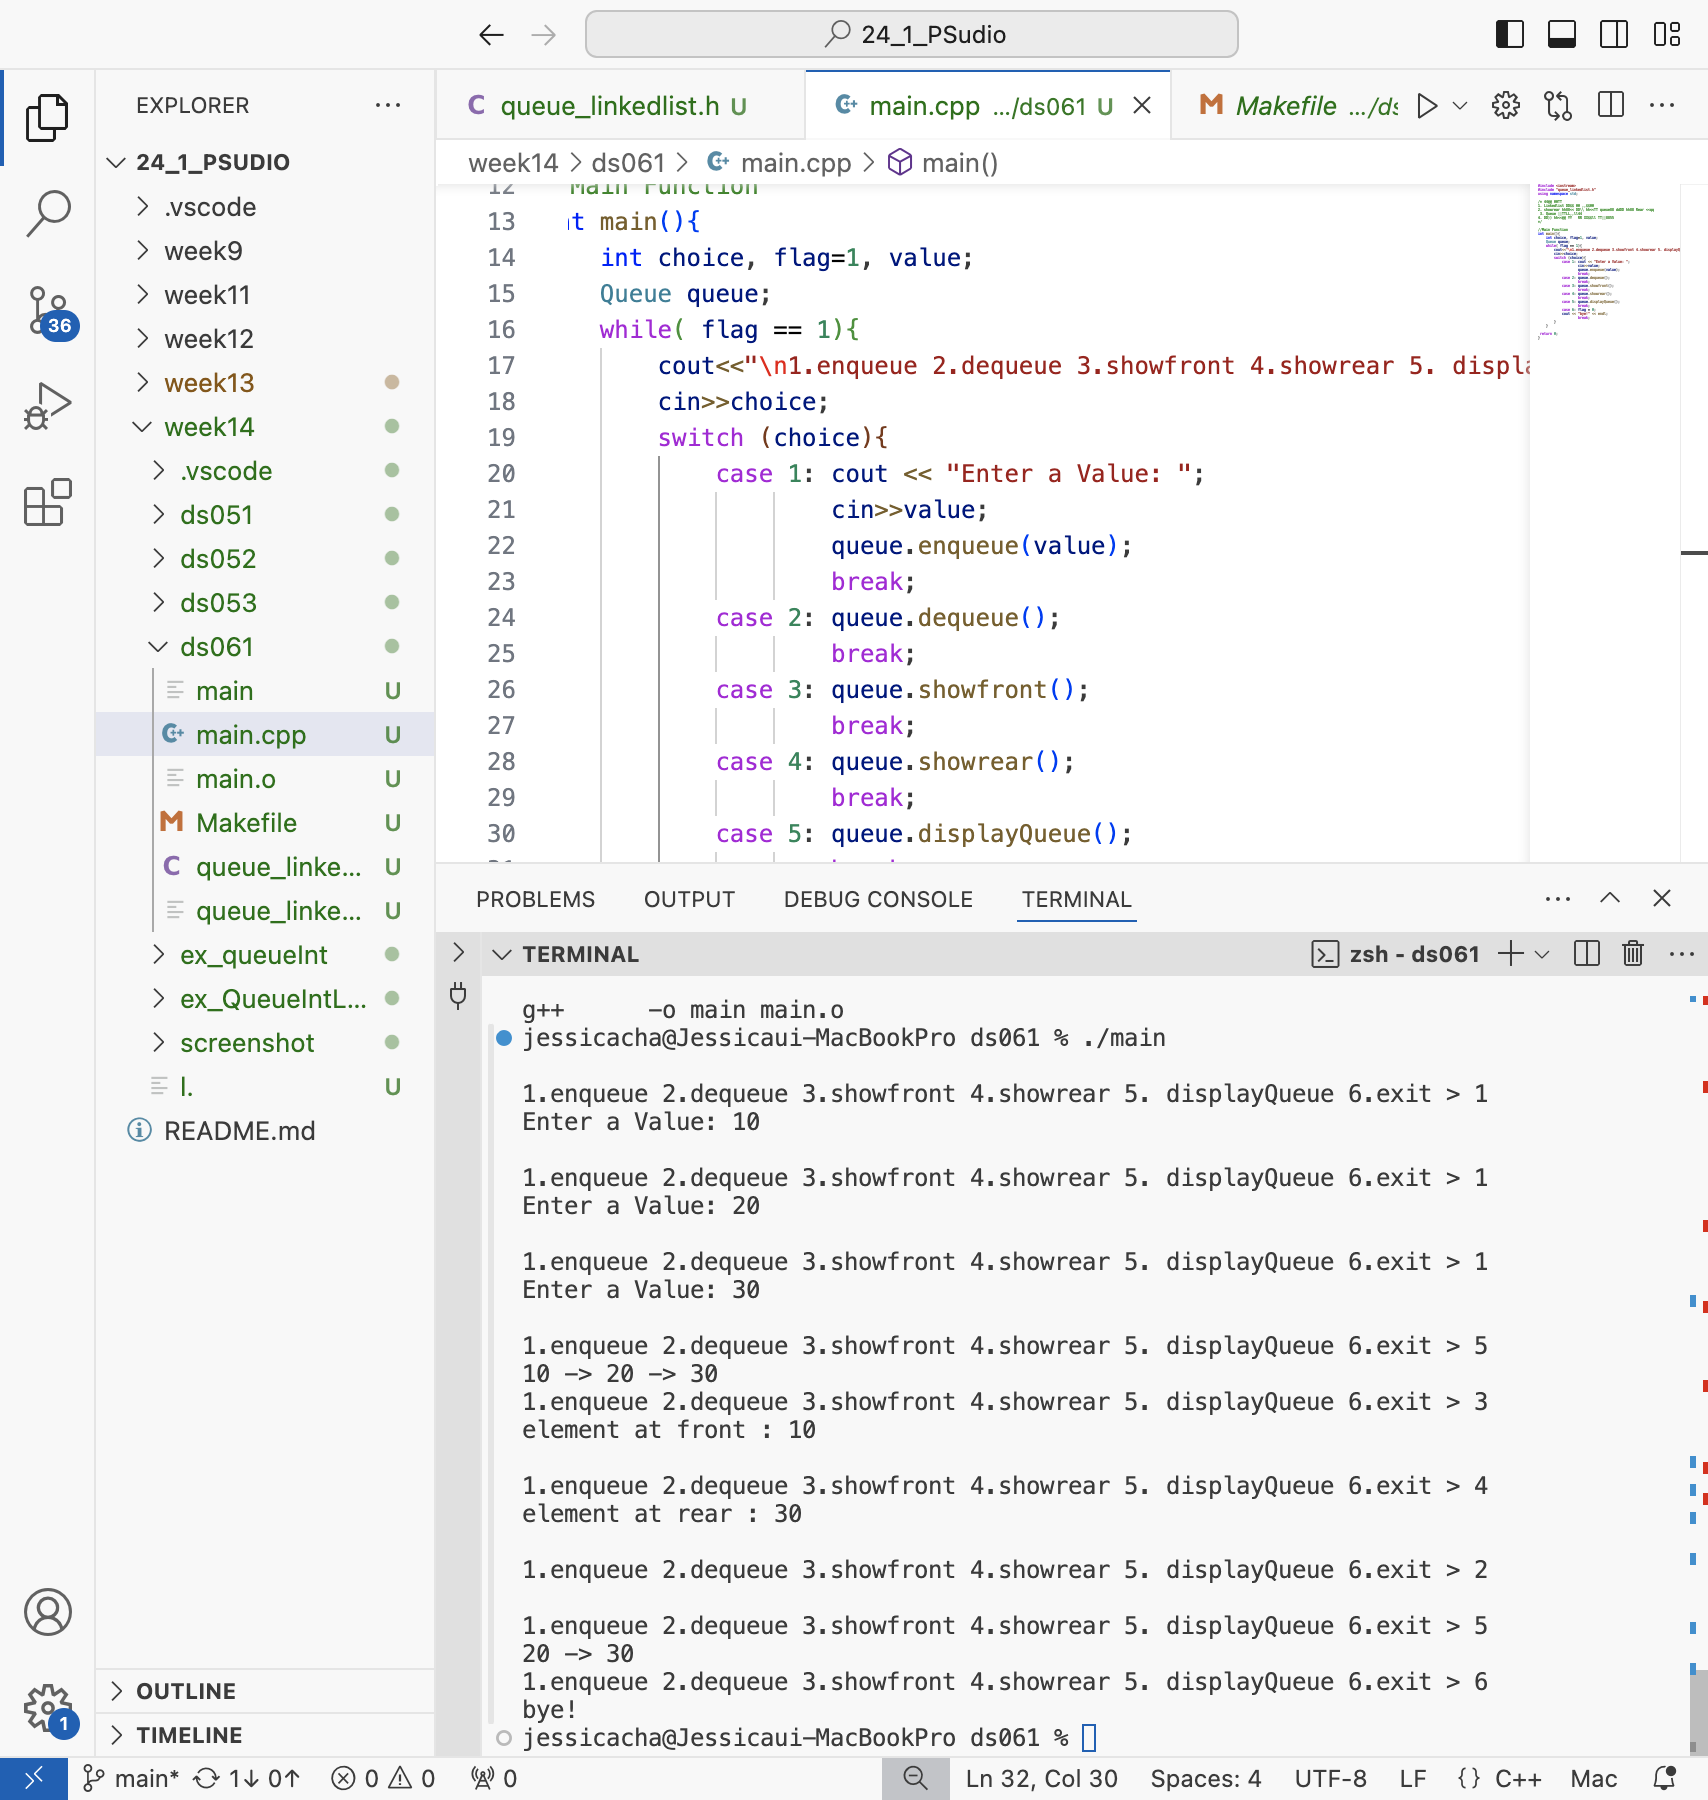 24_1_PSudio
EXPLORER
24_1_PSUDIO
.vscode
week9
week11
week12
week13
week14
.vscode
ds051
ds052
ds053
ds061
main U
main.cpp U
main.o U
Makefile U
queue_linke... U
queue_linke... U
ex_queueInt
ex_QueueIntL...
screenshot
l. U
README.md
OUTLINE
TIMELINE
36
1
queue_linkedlist.h U
main.cpp .../ds061 U
Makefile .../ds
week14 > ds061 > main.cpp > main()
12 Main Function
13 nt main(){
14 int choice, flag=1, value;
15 Queue queue;
16 while( flag == 1){
17 cout<<"\n1.enqueue 2.dequeue 3.showfront 4.showrear 5. displa
18 cin>>choice;
19 switch (choice){
20 case 1: cout << "Enter a Value: ";
21 cin>>value;
22 queue.enqueue(value);
23 break;
24 case 2: queue.dequeue();
25 break;
26 case 3: queue.showfront();
27 break;
28 case 4: queue.showrear();
29 break;
30 case 5: queue.displayQueue();
PROBLEMS OUTPUT DEBUG CONSOLE TERMINAL
TERMINAL
zsh - ds061
g++      -o main main.o
jessicacha@Jessicaui-MacBookPro ds061 % ./main
1.enqueue 2.dequeue 3.showfront 4.showrear 5. displayQueue 6.exit > 1
Enter a Value: 10
1.enqueue 2.dequeue 3.showfront 4.showrear 5. displayQueue 6.exit > 1
Enter a Value: 20
1.enqueue 2.dequeue 3.showfront 4.showrear 5. displayQueue 6.exit > 1
Enter a Value: 30
1.enqueue 2.dequeue 3.showfront 4.showrear 5. displayQueue 6.exit > 5
10 -> 20 -> 30
1.enqueue 2.dequeue 3.showfront 4.showrear 5. displayQueue 6.exit > 3
element at front : 10
1.enqueue 2.dequeue 3.showfront 4.showrear 5. displayQueue 6.exit > 4
element at rear : 30
1.enqueue 2.dequeue 3.showfront 4.showrear 5. displayQueue 6.exit > 2
1.enqueue 2.dequeue 3.showfront 4.showrear 5. displayQueue 6.exit > 5
20 -> 30
1.enqueue 2.dequeue 3.showfront 4.showrear 5. displayQueue 6.exit > 6
bye!
jessicacha@Jessicaui-MacBookPro ds061 %
main* 1↓ 0↑ 0 0 0 Ln 32, Col 30 Spaces: 4 UTF-8 LF {} C++ Mac